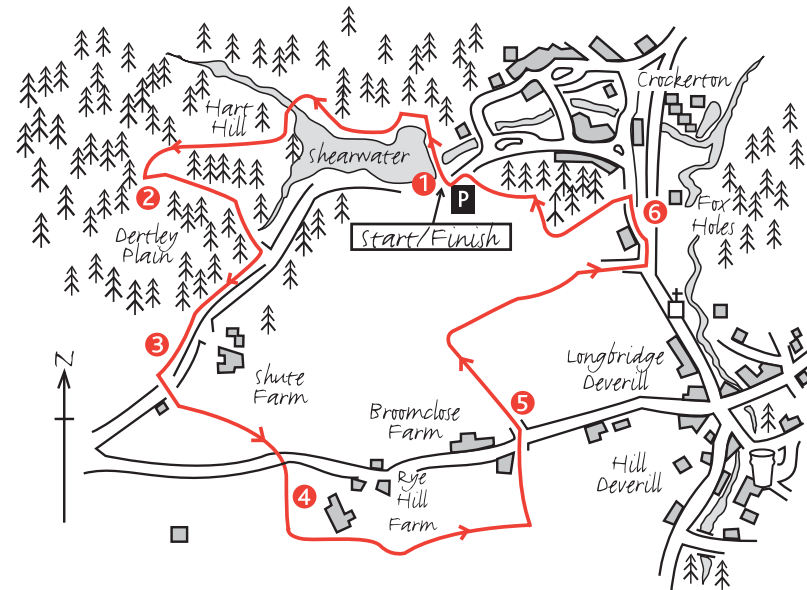 Crockerton
Hart
Hill
Shearwater
1
P
2
Fox
Holes
6
Dertley
Plain
Start/Finish
3
N
Shute
Farm
Longbridge
Deverill
Broomclose
Farm
5
Rye
Hill
Farm
4
Hill
Deverill